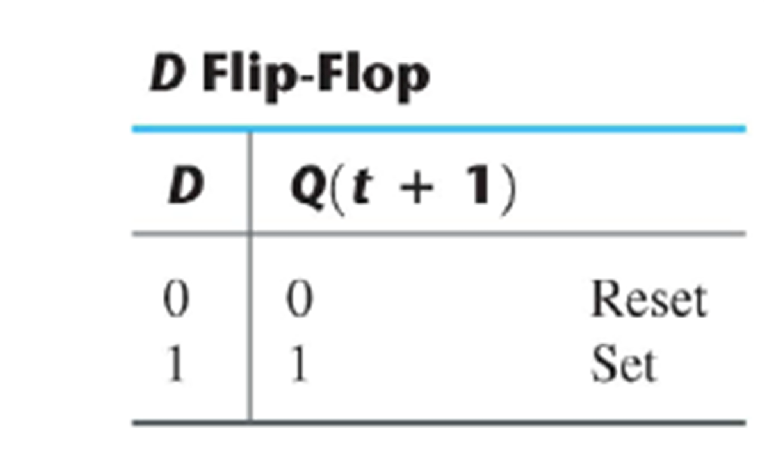 D Flip-Flop
D Q(t + 1)
0 0 Reset
1 1 Set